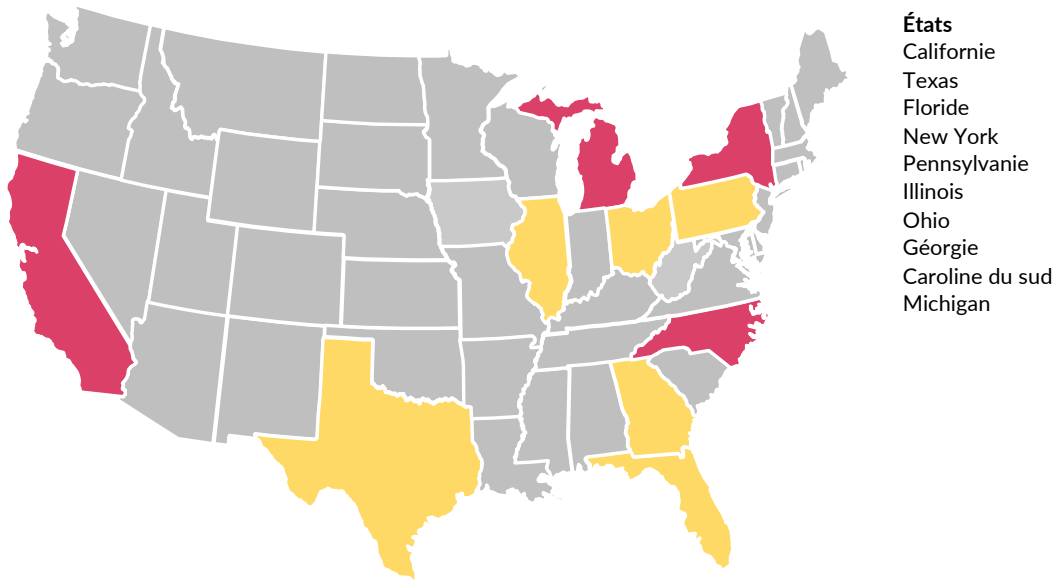 États
Californie
Texas
Floride
New York
Pennsylvanie
Illinois
Ohio
Géorgie
Caroline du sud
Michigan